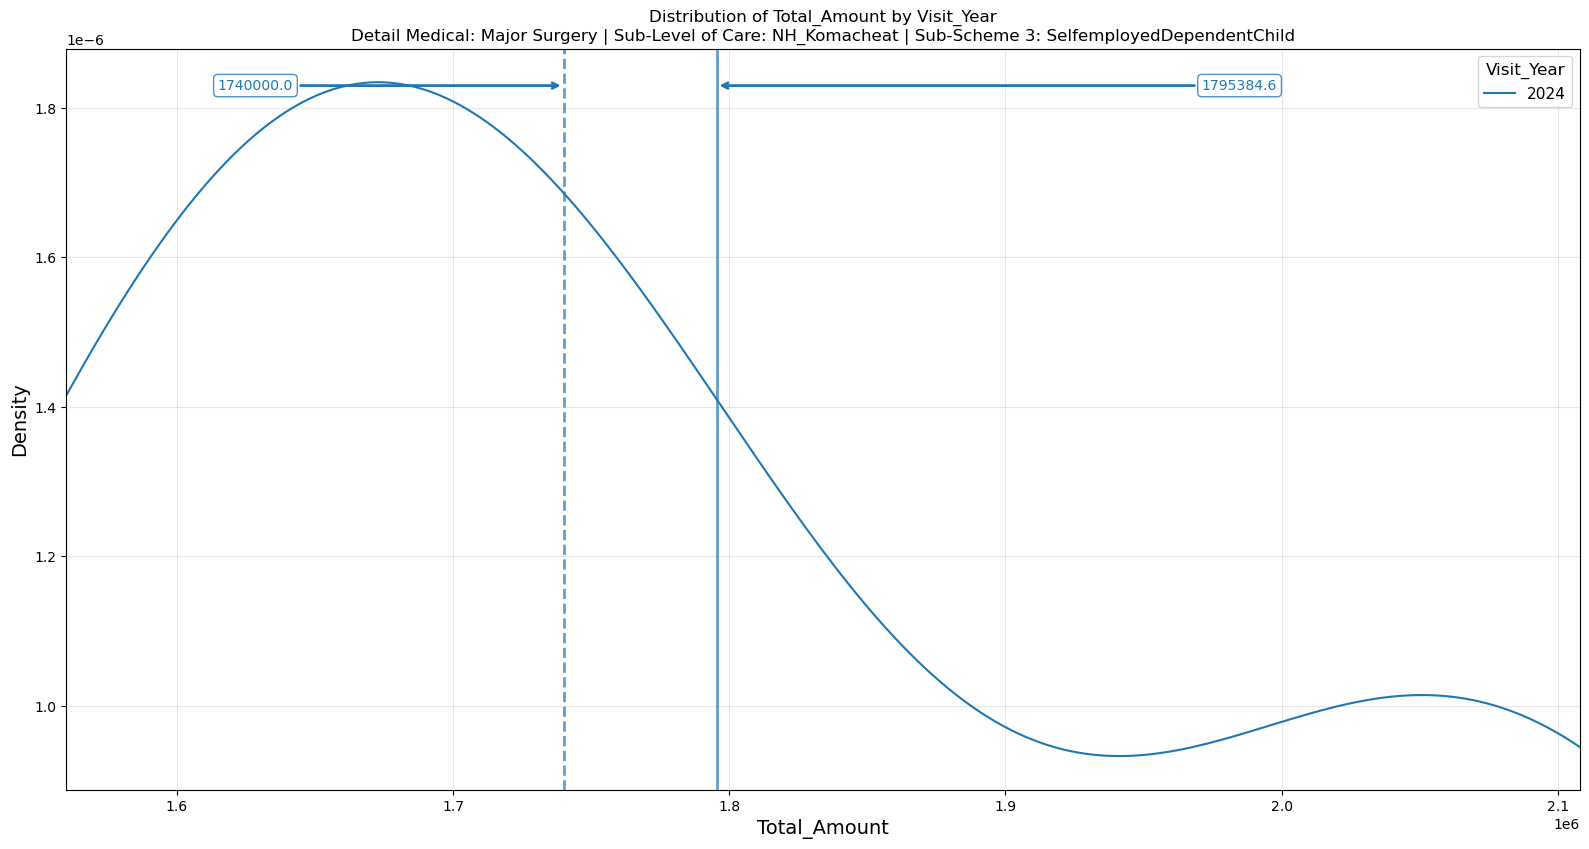 Distribution of Total_Amount by Visit_Year
Detail Medical: Major Surgery | Sub-Level of Care: NH_Komacheat | Sub-Scheme 3: SelfemployedDependentChild
1e−6
1740000.0
1795384.6
Visit_Year
2024
1.8
1.6
1.4
1.2
1.0
Density
1.6 1.7 1.8 1.9 2.0 2.1
1e6
Total_Amount